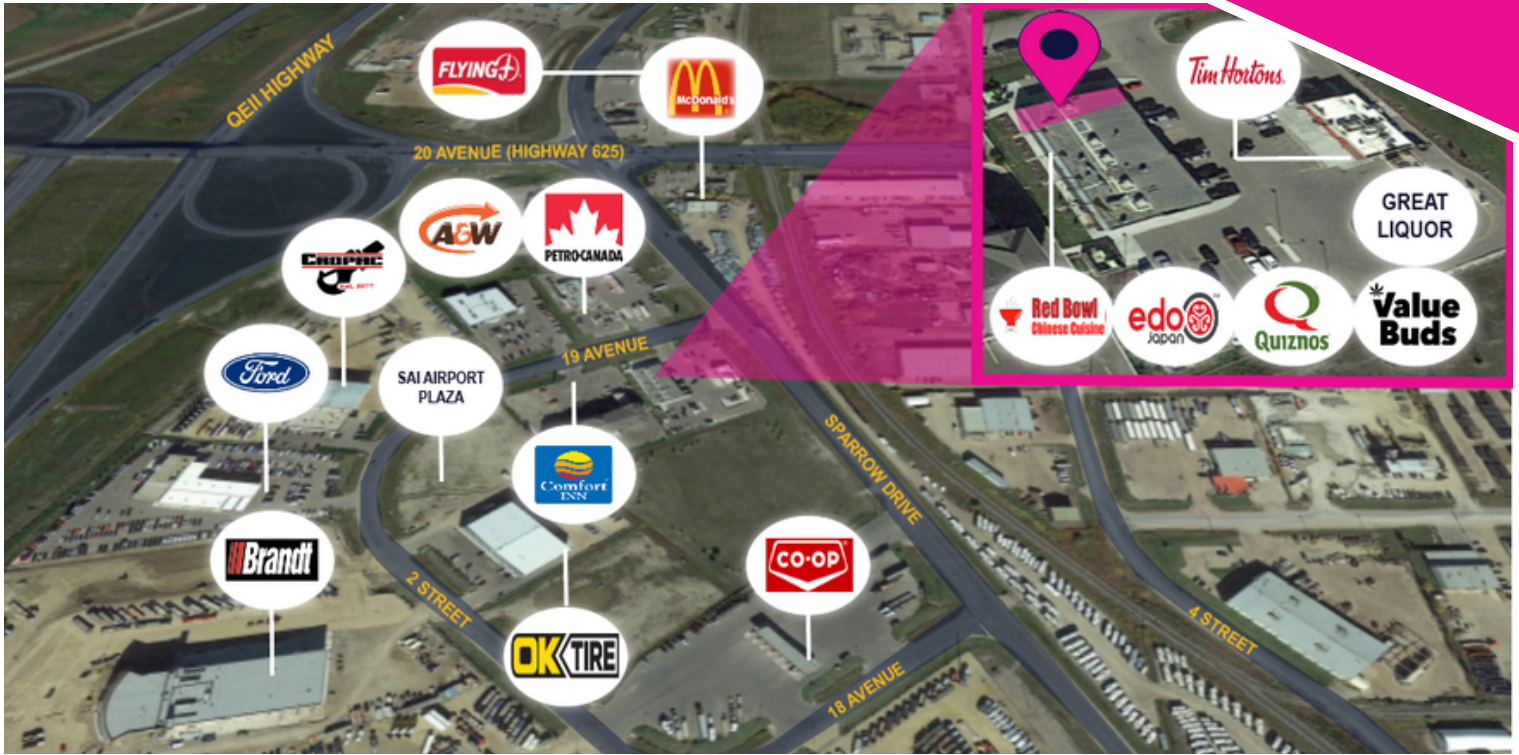 QEII HIGHWAY
FLYING J
McDonald's
20 AVENUE (HIGHWAY 625)
Tim Hortons.
GREAT
LIQUOR
Red Bowl
Chinese Cuisine
edo
Japan
QUIZNOS
Value
Buds
A&W
PETRO-CANADA
CROPAC
EST. 1977
Ford
SAI AIRPORT
PLAZA
19 AVENUE
Comfort
INN
SPARROW DRIVE
Brandt
2 STREET
OK TIRE
CO-OP
18 AVENUE
4 STREET